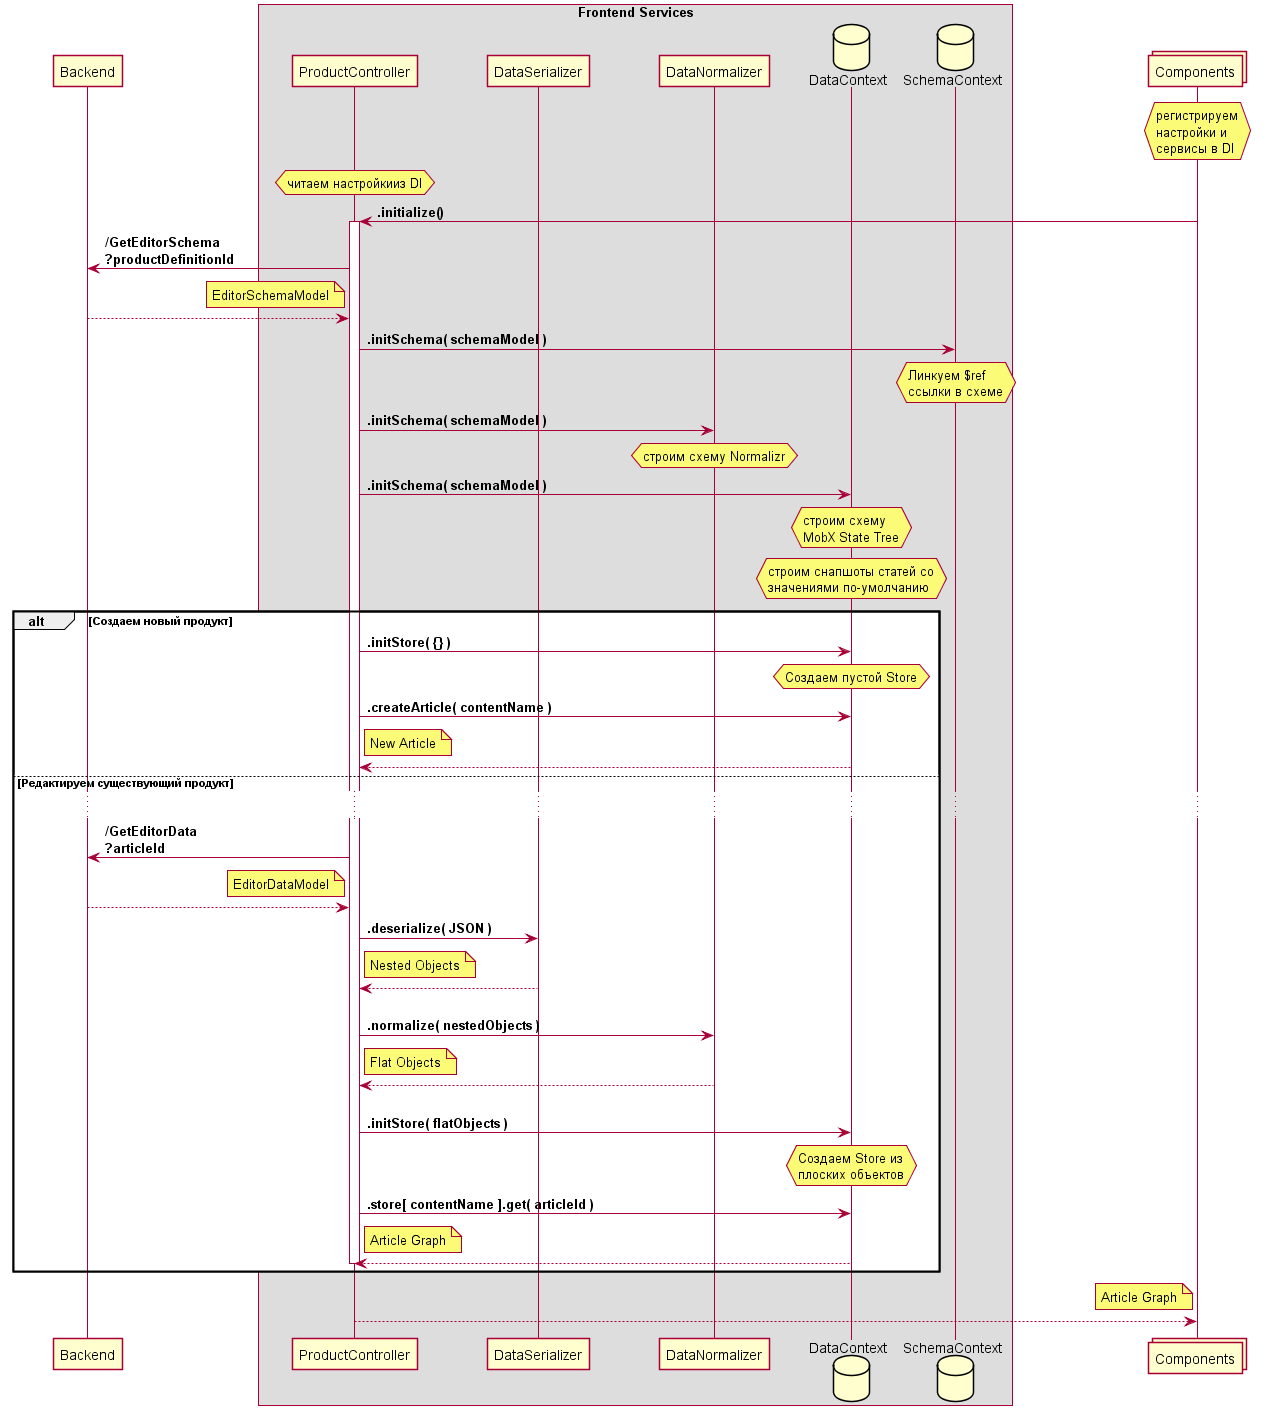 Frontend Services
Backend
ProductController
DataSerializer
DataNormalizer
DataContext
SchemaContext
Components
регистрируем
настройки и
сервисы в DI
читаем настройкииз DI
.initialize()
/GetEditorSchema
?productDefinitionId
EditorSchemaModel
.initSchema( schemaModel )
Линкуем $ref
ссылки в схеме
.initSchema( schemaModel )
строим схему Normalizr
.initSchema( schemaModel )
строим схему
MobX State Tree
строим снапшоты статей со
значениями по-умолчанию
alt
[Создаем новый продукт]
.initStore( {} )
Создаем пустой Store
.createArticle( contentName )
New Article
[Редактируем существующий продукт]
/GetEditorData
?articleId
EditorDataModel
.deserialize( JSON )
Nested Objects
.normalize( nestedObjects )
Flat Objects
.initStore( flatObjects )
Создаем Store из
плоских объектов
.store[ contentName ].get( articleId )
Article Graph
Article Graph
Backend
ProductController
DataSerializer
DataNormalizer
DataContext
SchemaContext
Components